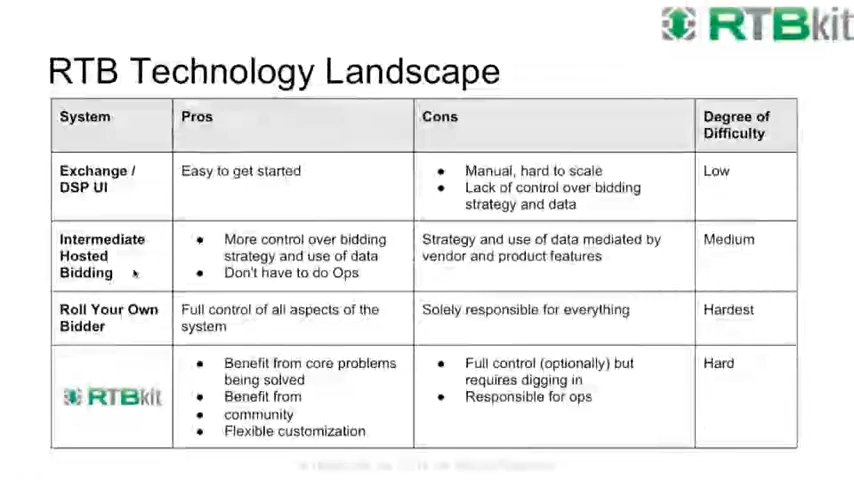 RTBkit
RTB Technology Landscape
System
Pros
Cons
Degree of
Difficulty
Exchange /
DSP UI
Easy to get started
Manual, hard to scale
Lack of control over bidding
strategy and data
Low
Intermediate
Hosted
Bidding
More control over bidding
strategy and use of data
Don't have to do Ops
Strategy and use of data mediated by
vendor and product features
Medium
Roll Your Own
Bidder
Full control of all aspects of the
system
Solely responsible for everything
Hardest
RTBkit
Benefit from core problems
being solved
Benefit from
community
Flexible customization
Full control (optionally) but
requires digging in
Responsible for ops
Hard